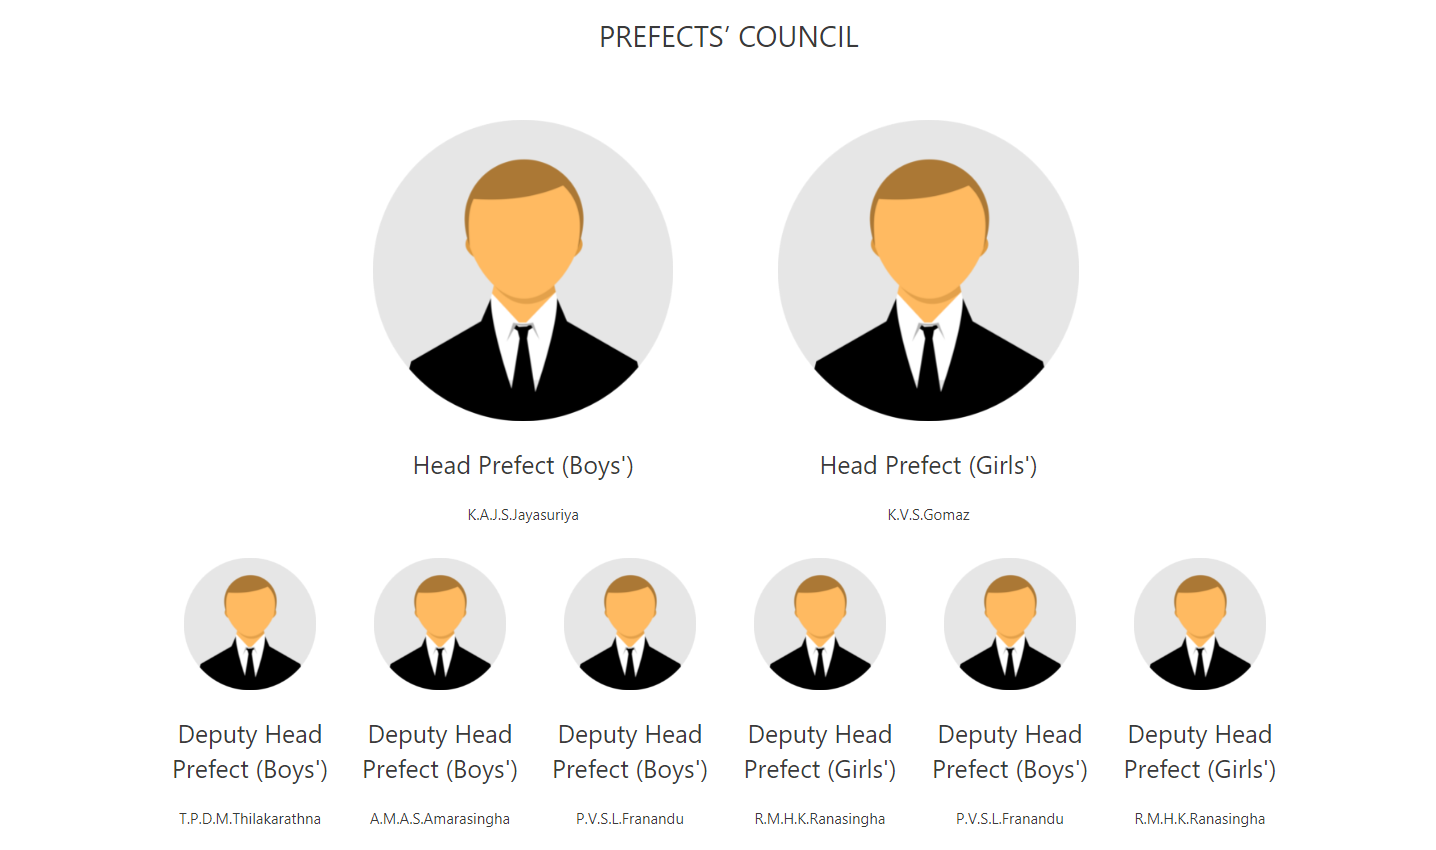 PREFECTS’ COUNCIL
Head Prefect (Boys')
K.A.J.S.Jayasuriya
Head Prefect (Girls')
K.V.S.Gomaz
Deputy Head
Prefect (Boys')
T.P.D.M.Thilakarathna
Deputy Head
Prefect (Boys')
A.M.A.S.Amarasingha
Deputy Head
Prefect (Boys')
P.V.S.L.Franandu
Deputy Head
Prefect (Girls')
R.M.H.K.Ranasingha
Deputy Head
Prefect (Boys')
P.V.S.L.Franandu
Deputy Head
Prefect (Girls')
R.M.H.K.Ranasingha